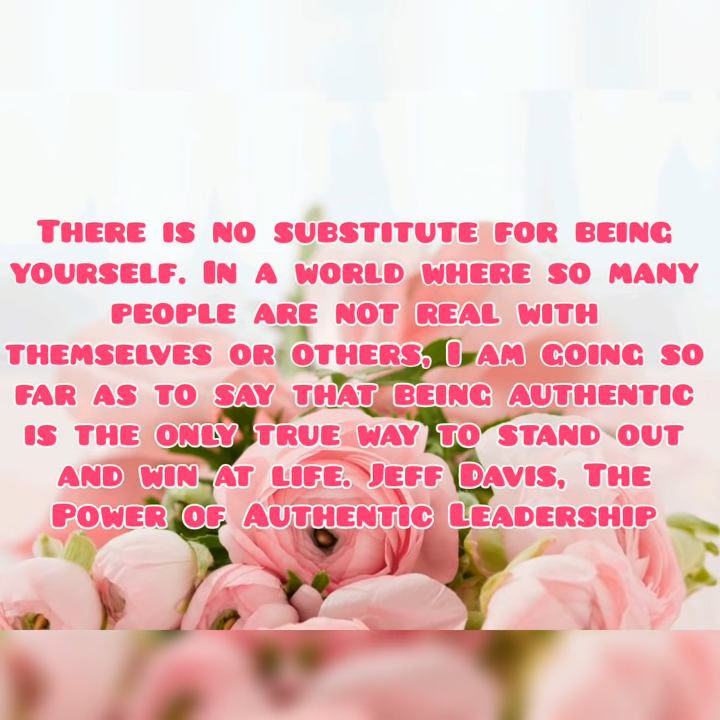 There is no substitute for being
yourself. In a world where so many
people are not real with
themselves or others, I am going so
far as to say that being authentic
is the only true way to stand out
and win at life. Jeff Davis, The
Power of Authentic Leadership